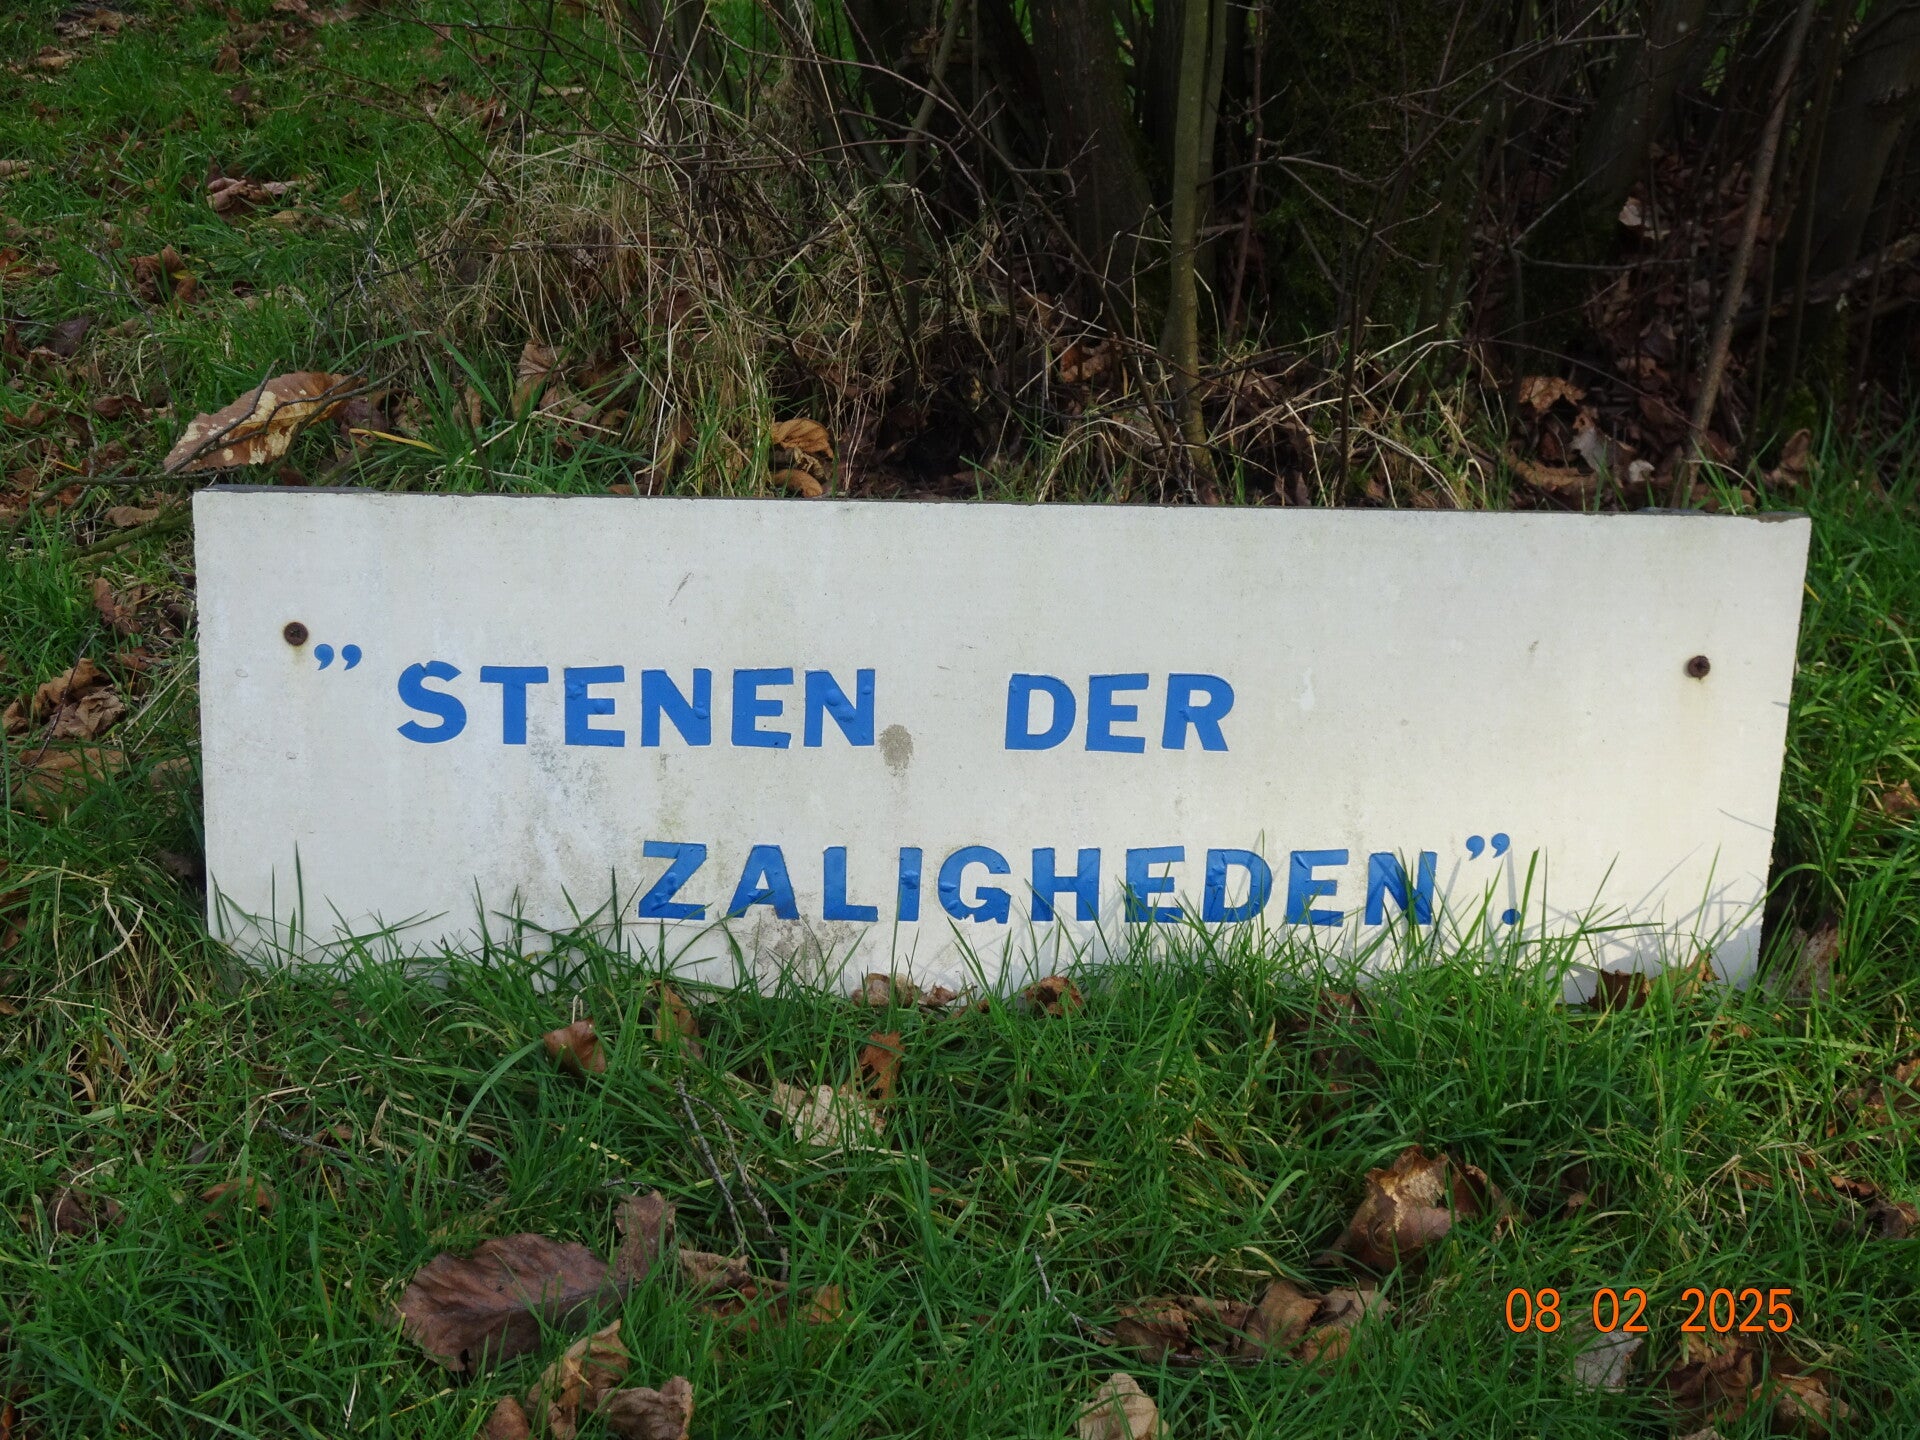 ”STENEN DER
ZALIGHEDEN”.
08 02 2025